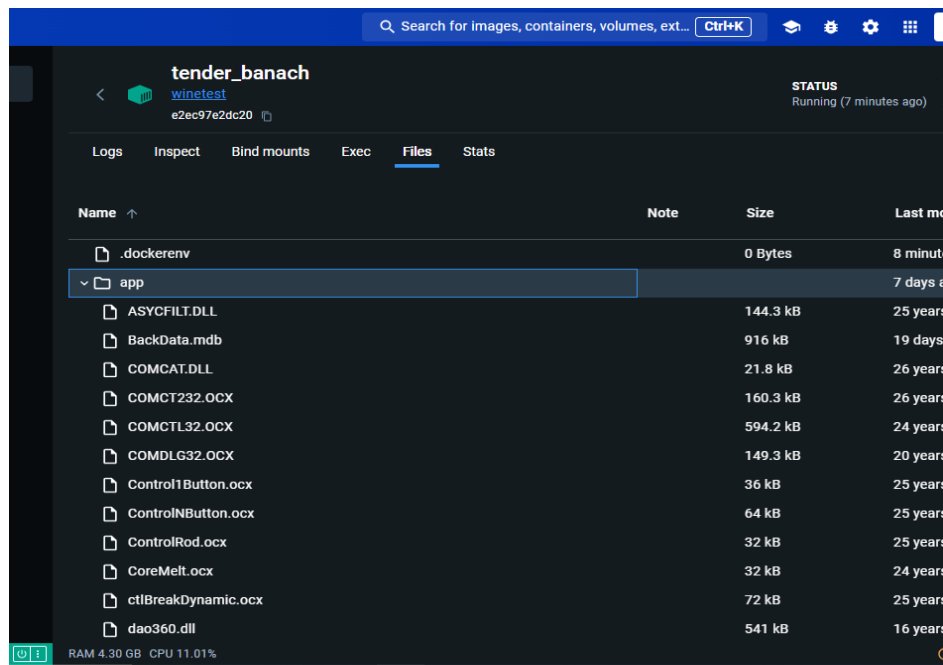 Search for images, containers, volumes, ext... Ctrl+K
tender_banach
winetest
e2ec97e2dc20
STATUS
Running (7 minutes ago)
Logs Inspect Bind mounts Exec Files Stats
Name Note Size Last mo
.dockerenv 0 Bytes 8 minut
app 7 days a
ASYCFILT.DLL 144.3 kB 25 years
BackData.mdb 916 kB 19 days
COMCAT.DLL 21.8 kB 26 years
COMCT232.OCX 160.3 kB 26 years
COMCTL32.OCX 594.2 kB 24 years
COMDLG32.OCX 149.3 kB 20 years
Control1Button.ocx 36 kB 25 years
ControlNButton.ocx 64 kB 25 years
ControlRod.ocx 32 kB 25 years
CoreMelt.ocx 32 kB 24 years
ctlBreakDynamic.ocx 72 kB 25 years
dao360.dll 541 kB 16 years
RAM 4.30 GB CPU 11.01%